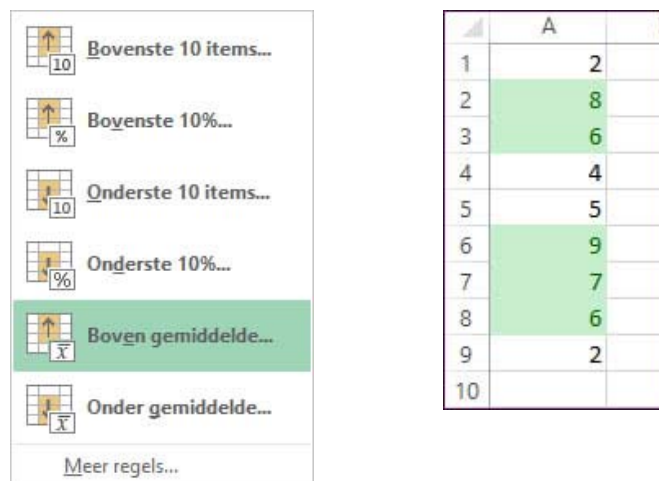 10 Bovenste 10 items...
% Bovenste 10%...
10 Onderste 10 items...
% Onderste 10%...
x Boven gemiddelde...
x Onder gemiddelde...
Meer regels...
A
1 2
2 8
3 6
4 4
5 5
6 9
7 7
8 6
9 2
10